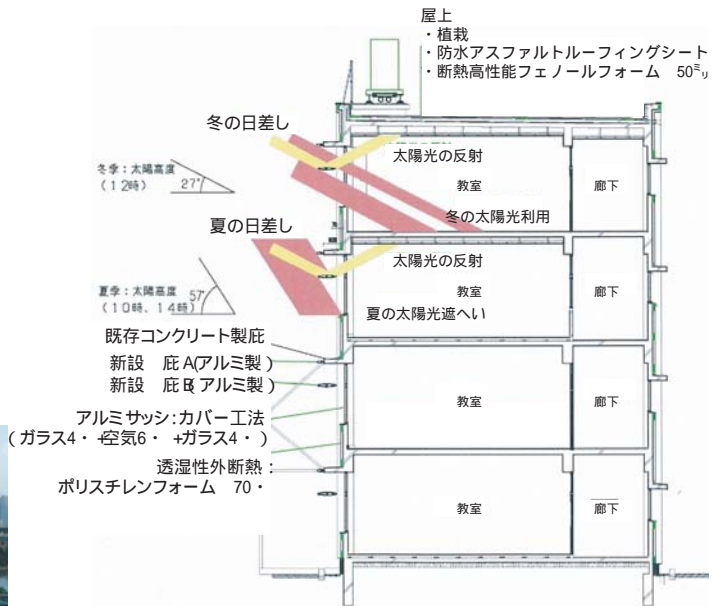 屋上
・植栽
・防水アスファルトルーフィングシート
・断熱高性能フェノールフォーム 50㍉
冬の日差し
太陽光の反射
冬季：太陽高度
（12時）
27°
教室
廊下
冬の太陽光利用
夏の日差し
太陽光の反射
夏季：太陽高度
（10時、14時）
57°
教室
廊下
夏の太陽光遮へい
既存コンクリート製庇
新設 庇A(アルミ製)
新設 庇B(アルミ製)
教室
廊下
アルミサッシ：カバー工法
(ガラス4・+空気6・+ガラス4・)
透湿性外断熱：
ポリスチレンフォーム 70・
教室
廊下